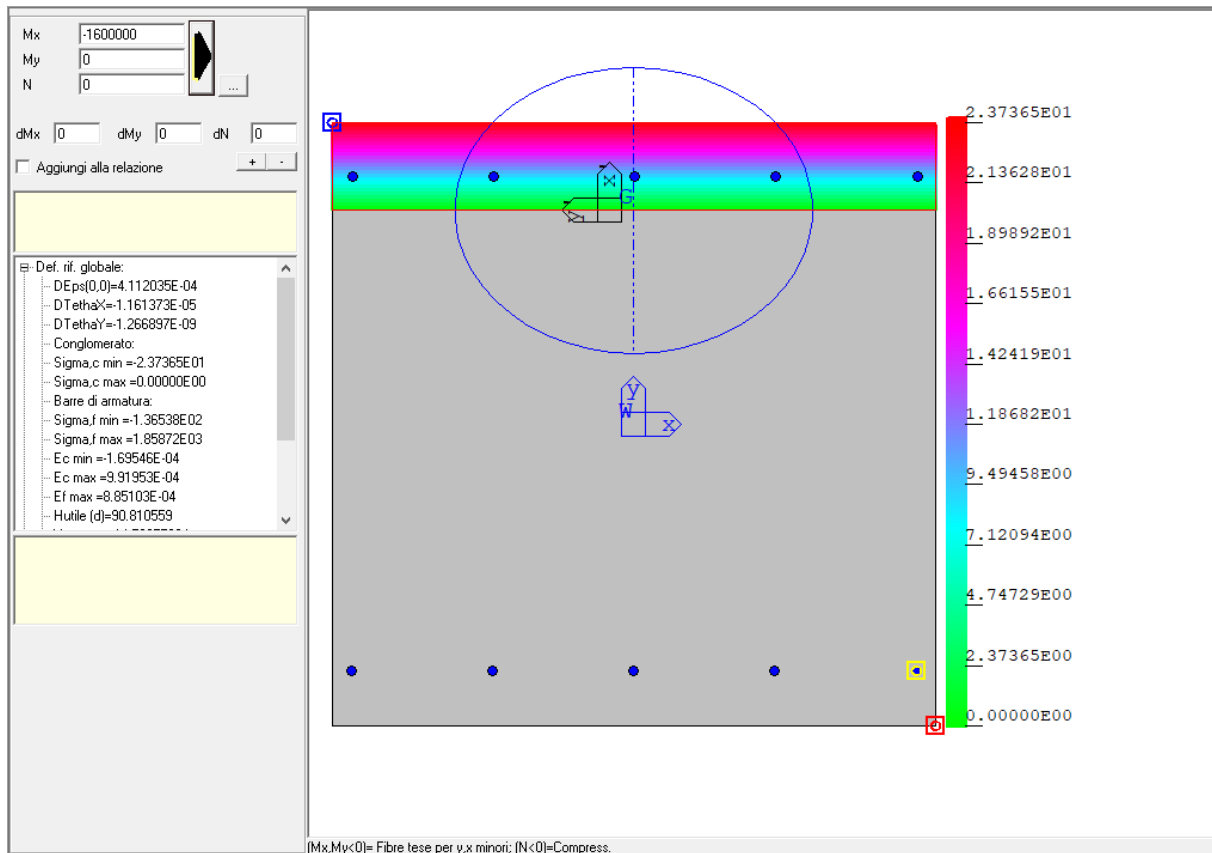 Mx -1600000
My 0
N 0 ...
dMx 0 dMy 0 dN 0
Aggiungi alla relazione + -
Def. rif. globale:
DEps(0,0)=4.112035E-04
DTethaX=-1.161373E-05
DTethaY=-1.266897E-09
Conglomerato:
Sigma,c min =-2.37365E01
Sigma,c max =0.00000E00
Barre di armatura:
Sigma,f min =-1.36538E02
Sigma,f max =1.85872E03
Ec min =-1.69546E-04
Ec max =9.91953E-04
Ef max =8.85103E-04
Hutile (d)=90.810559
x
G
y
y
W
x
2.37365E01
2.13628E01
1.89892E01
1.66155E01
1.42419E01
1.18682E01
9.49458E00
7.12094E00
4.74729E00
2.37365E00
0.00000E00
(Mx,My<0)= Fibre tese per y,x minori; (N<0)=Compress.